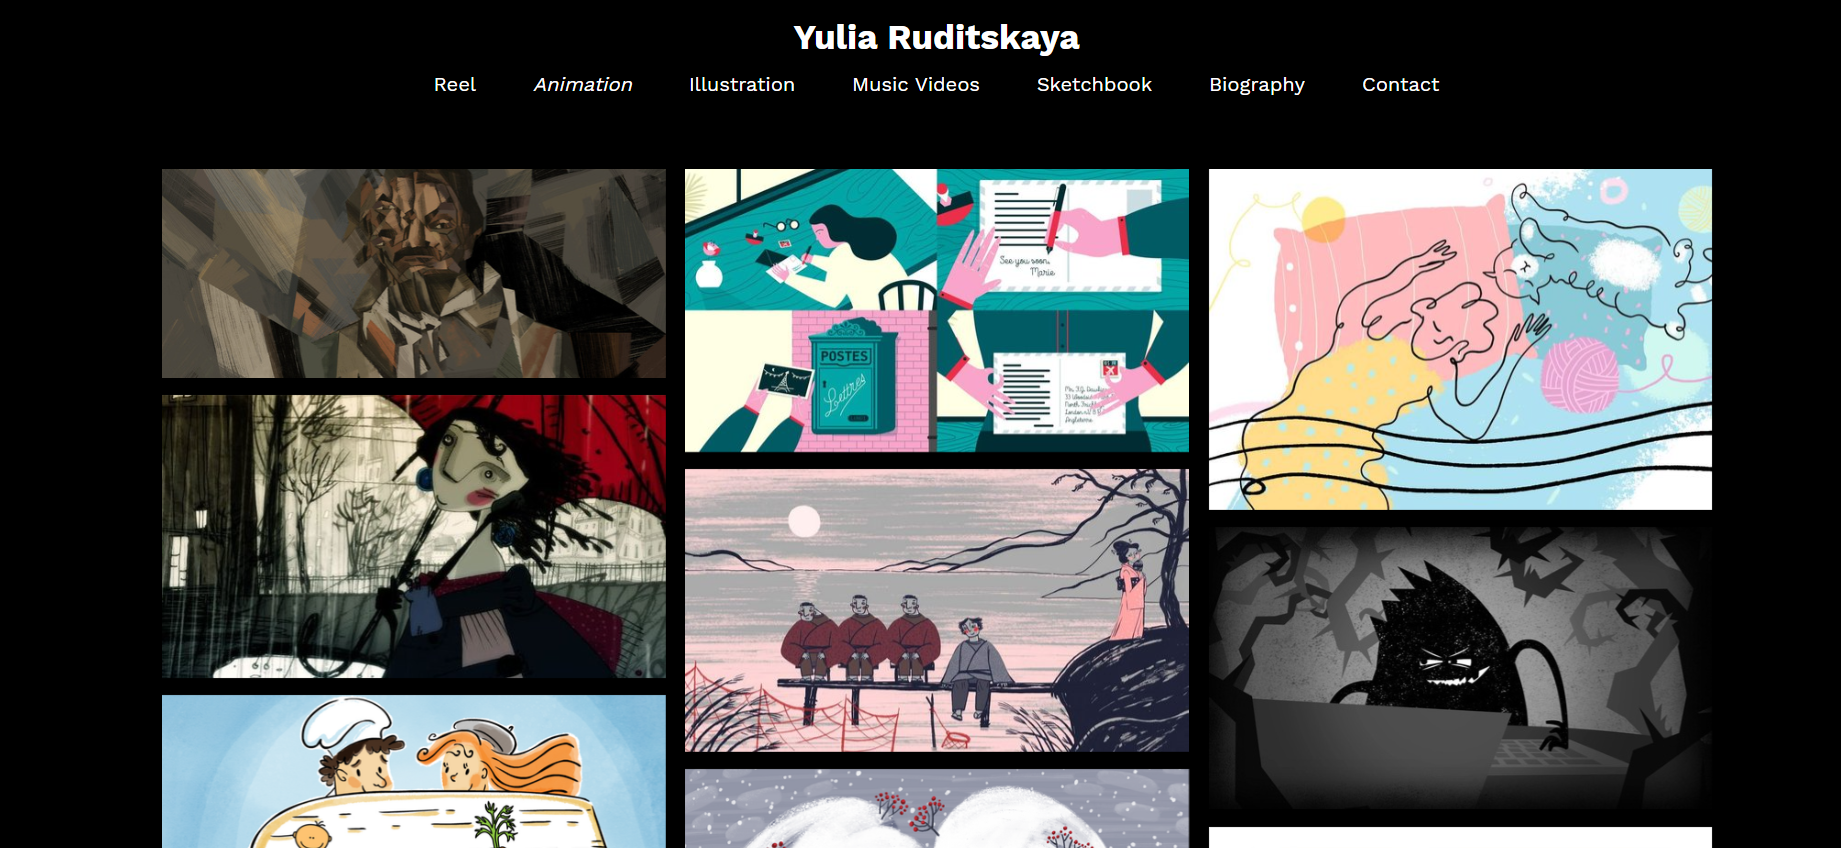 Yulia Ruditskaya
Reel Animation Illustration Music Videos Sketchbook Biography Contact
See you soon,
Marie
POSTES
Lettres